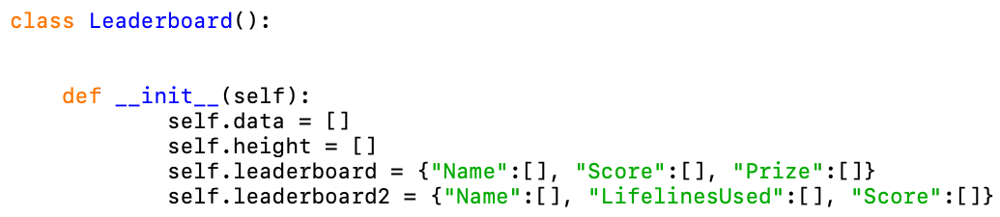 class Leaderboard():
    def __init__(self):
            self.data = []
            self.height = []
            self.leaderboard = {"Name":[], "Score":[], "Prize":[]}
            self.leaderboard2 = {"Name":[], "LifelinesUsed":[], "Score":[]}